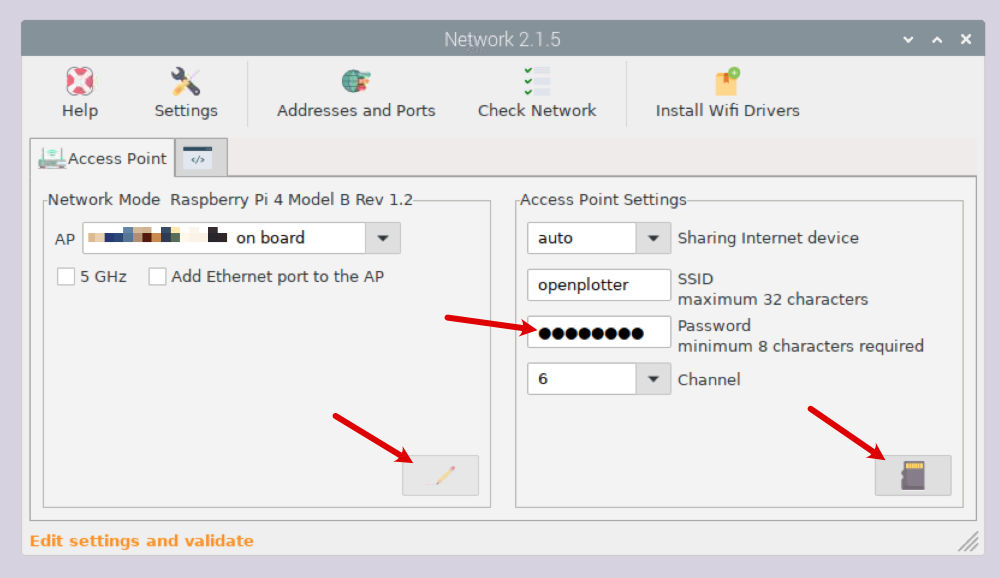 Network 2.1.5
Help Settings Addresses and Ports Check Network Install Wifi Drivers
Access Point </>
Network Mode Raspberry Pi 4 Model B Rev 1.2
AP on board
5 GHz Add Ethernet port to the AP
Access Point Settings
auto Sharing Internet device
openplotter SSID
maximum 32 characters
Password
minimum 8 characters required
6 Channel
Edit settings and validate